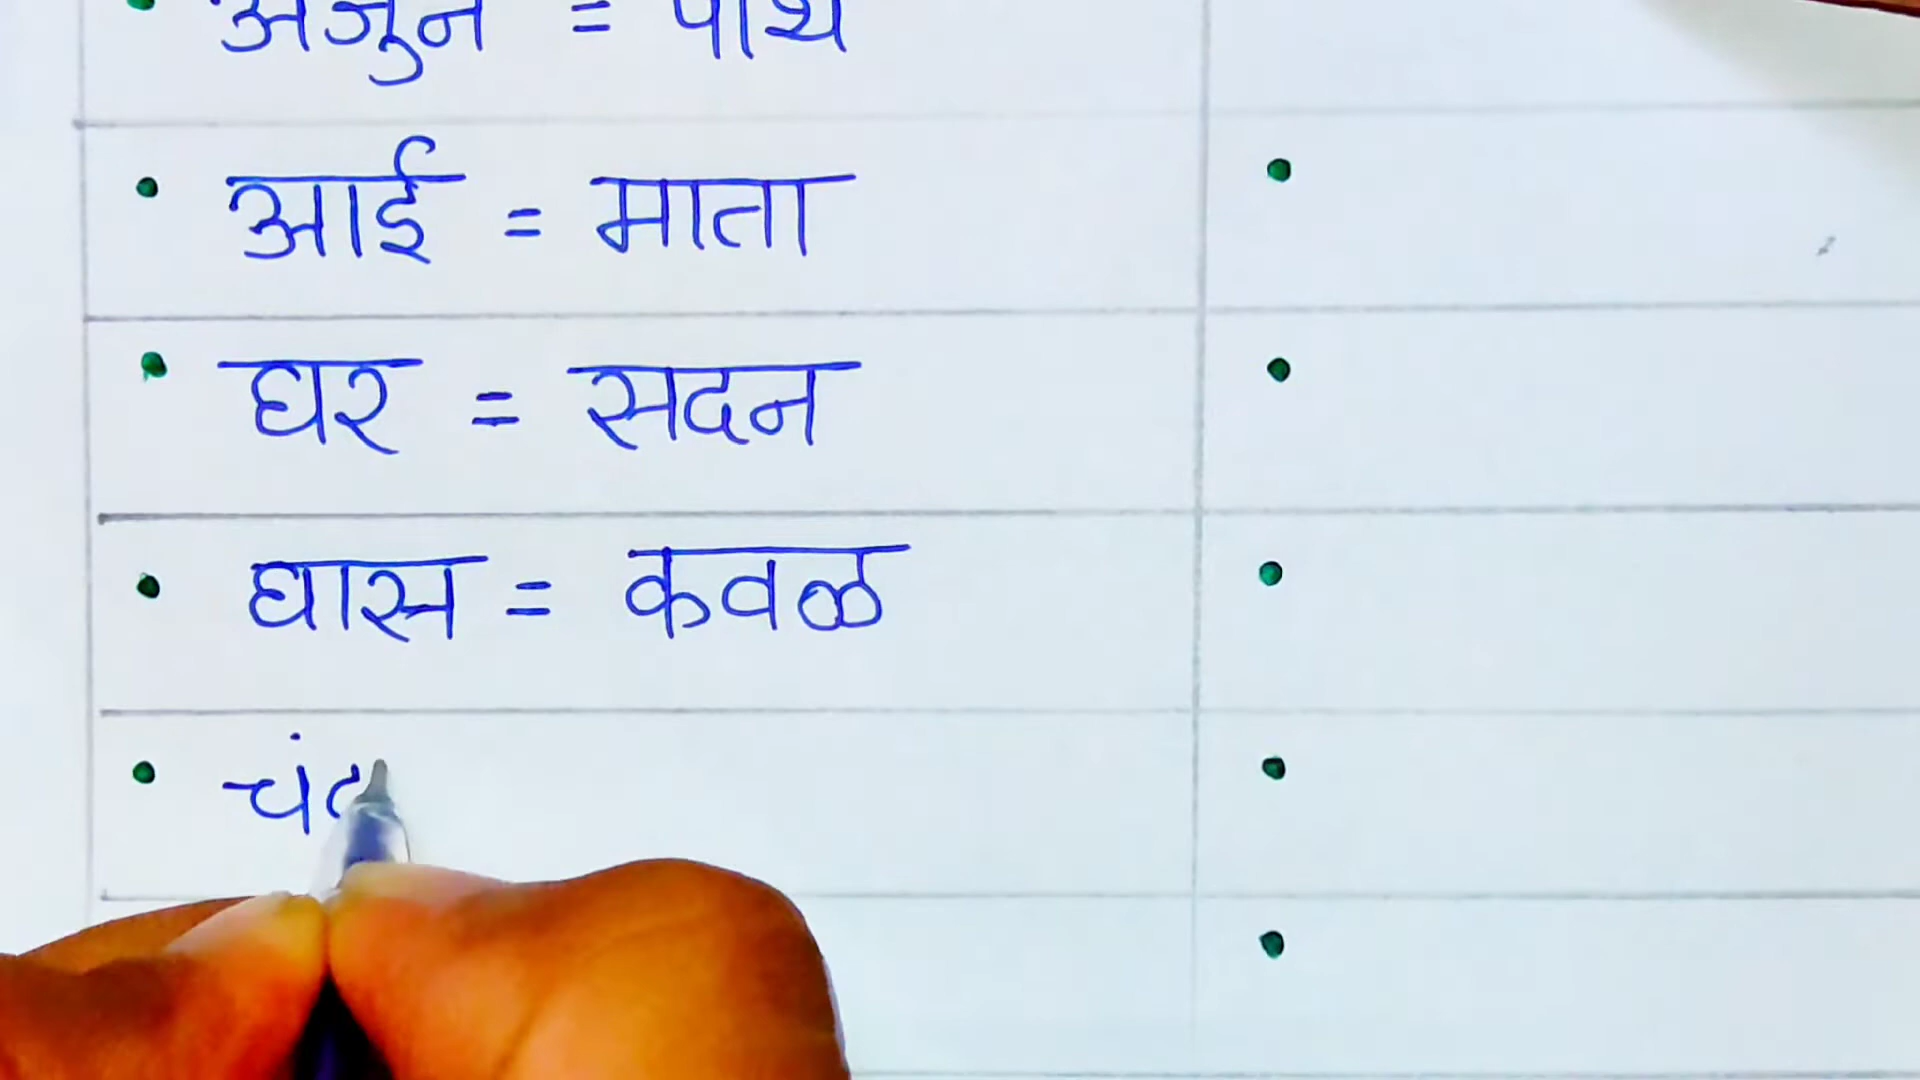 अर्जुन = पार्थ
आई = माता
घर = सदन
घास = कवळ